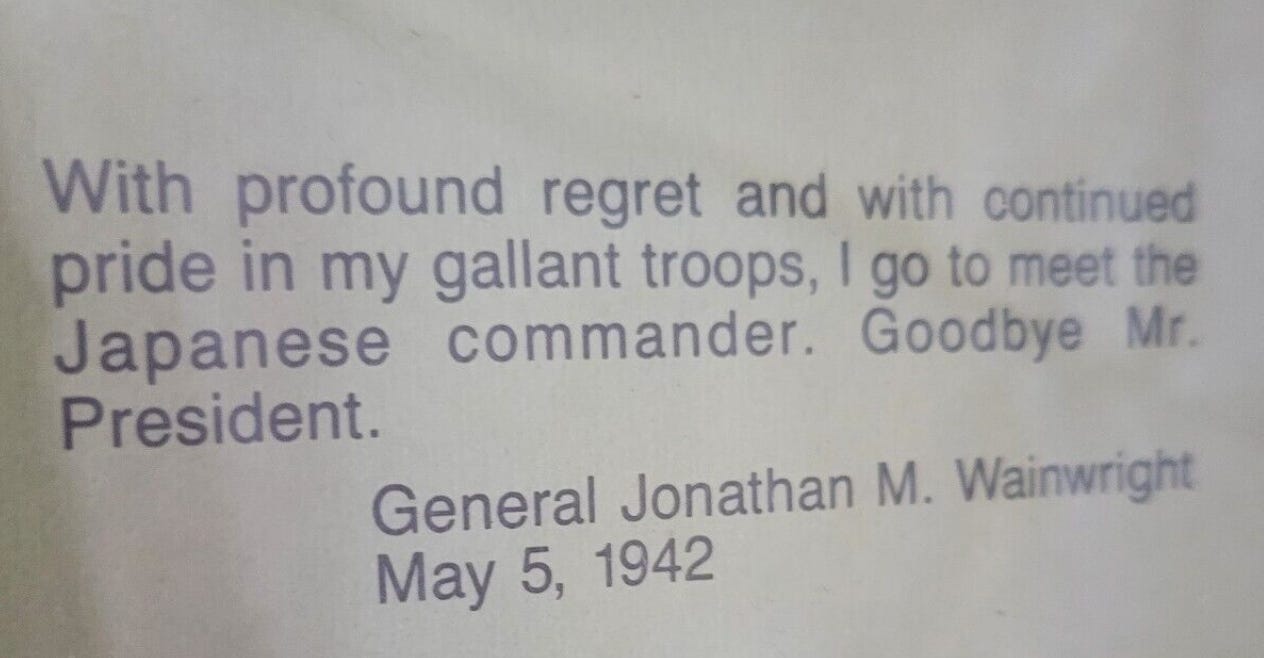 With profound regret and with continued
pride in my gallant troops, I go to meet the
Japanese commander. Goodbye Mr.
President.
General Jonathan M. Wainwright
May 5, 1942